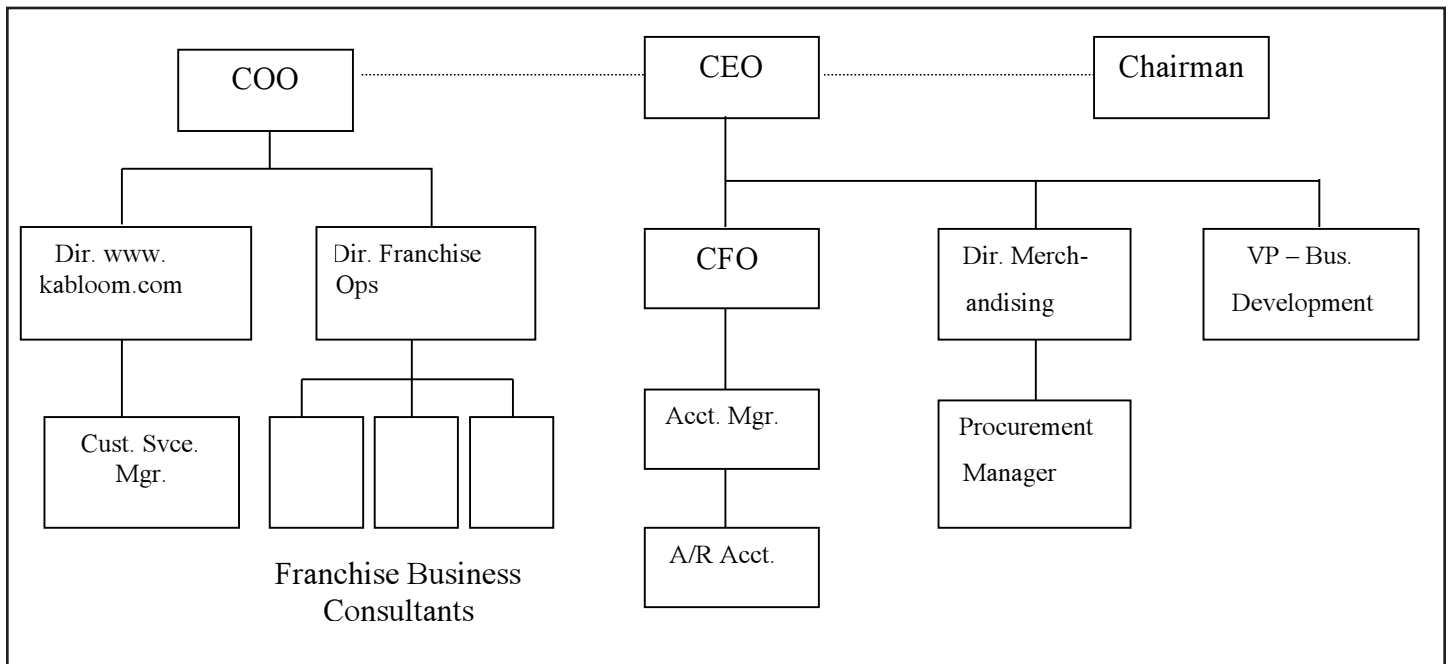 COO
CEO
Chairman
Dir. www.
kabloom.com
Dir. Franchise
Ops
CFO
Dir. Merch-
andising
VP – Bus.
Development
Cust. Svce.
Mgr.
Franchise Business
Consultants
Acct. Mgr.
A/R Acct.
Procurement
Manager